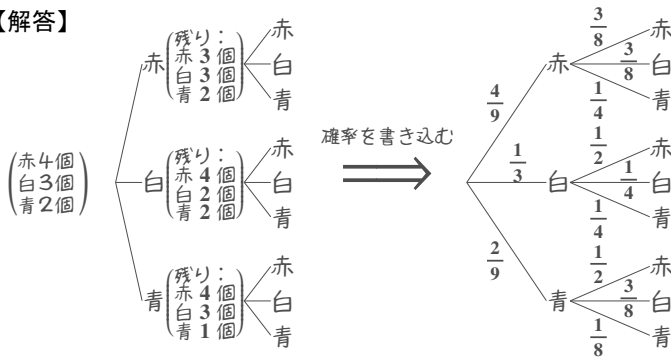 【解答】
赤4個
白3個
青2個
赤
残り：
赤3個
白3個
青2個
赤
白
青
白
残り：
赤4個
白2個
青2個
赤
白
青
青
残り：
赤4個
白3個
青1個
赤
白
青
確率を書き込む
4/9
赤
3/8
赤
3/8
白
1/4
青
1/3
白
1/2
赤
1/4
白
1/4
青
2/9
青
1/2
赤
3/8
白
1/8
青